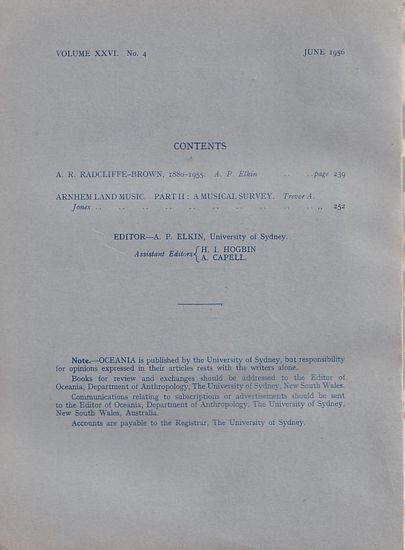 VOLUME XXVI. No. 4 JUNE 1956
CONTENTS
A. R. RADCLIFFE-BROWN, 1880-1955. A. P. Elkin .. ..page 239
ARNHEM LAND MUSIC. PART II : A MUSICAL SURVEY. Trevor A.
Jones .. .. .. .. .. .. .. .. .. .. ,, 252
EDITOR—A. P. ELKIN, University of Sydney.
Assistant Editors { H. I. HOGBIN
A. CAPELL.
Note.—OCEANIA is published by the University of Sydney, but responsibility
for opinions expressed in their articles rests with the writers alone.
Books for review and exchanges should be addressed to the Editor of
Oceania, Department of Anthropology, The University of Sydney, New South Wales.
Communications relating to subscriptions or advertisements should be sent
to the Editor of Oceania, Department of Anthropology, The University of Sydney,
New South Wales, Australia.
Accounts are payable to the Registrar, The University of Sydney.